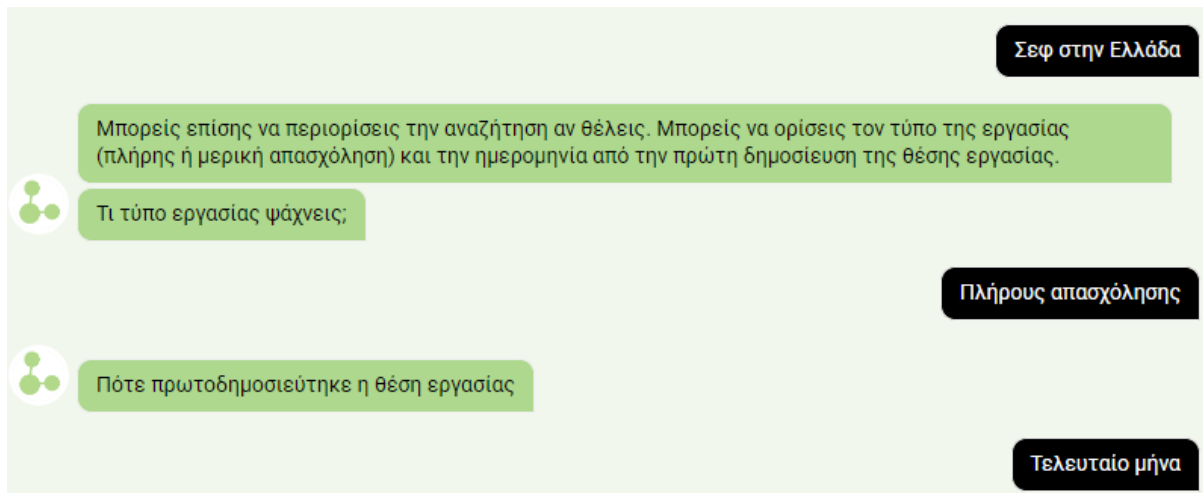 Σεφ στην Ελλάδα
Μπορείς επίσης να περιορίσεις την αναζήτηση αν θέλεις. Μπορείς να ορίσεις τον τύπο της εργασίας
(πλήρης ή μερική απασχόληση) και την ημερομηνία από την πρώτη δημοσίευση της θέσης εργασίας.
Τι τύπο εργασίας ψάχνεις;
Πλήρους απασχόλησης
Πότε πρωτοδημοσιεύτηκε η θέση εργασίας
Τελευταίο μήνα